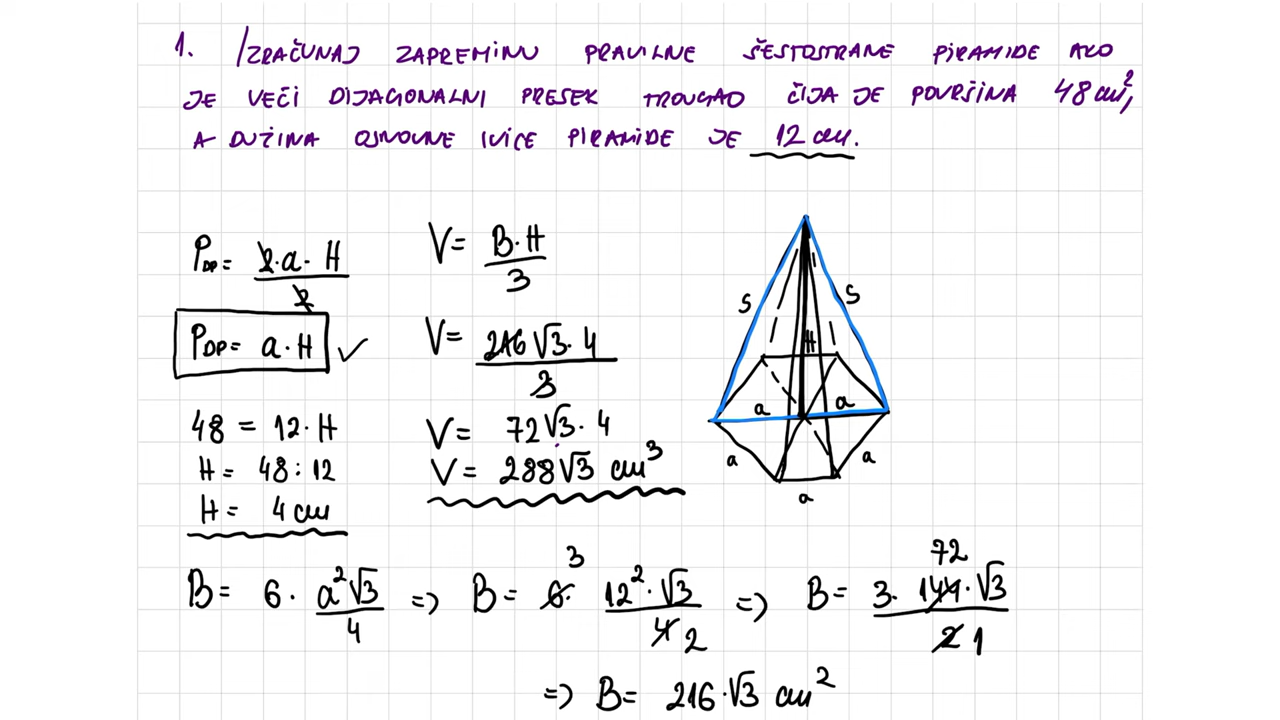 1. IZRAČUNAJ ZAPREMINU PRAVILNE ŠESTOSTRANE PIRAMIDE AKO
JE VEĆI DIJAGONALNI PRESEK TROUGAO ČIJA JE POVRŠINA 48 cm²,
A DUŽINA OSNOVNE IVICE PIRAMIDE JE 12 cm.
P_DP = 2·a·H / 2
P_DP = a·H ✓
48 = 12·H
H = 48 : 12
H = 4 cm
V = B·H / 3
V = 216√3·4 / 3
V = 72√3·4
V = 288√3 cm³
S S
H
a a
a a
a
B = 6· a²√3 / 4 => B = 6· 3 12²·√3 / 4 2 => B = 3· 144·√3 72 / 2 1
=> B = 216·√3 cm²